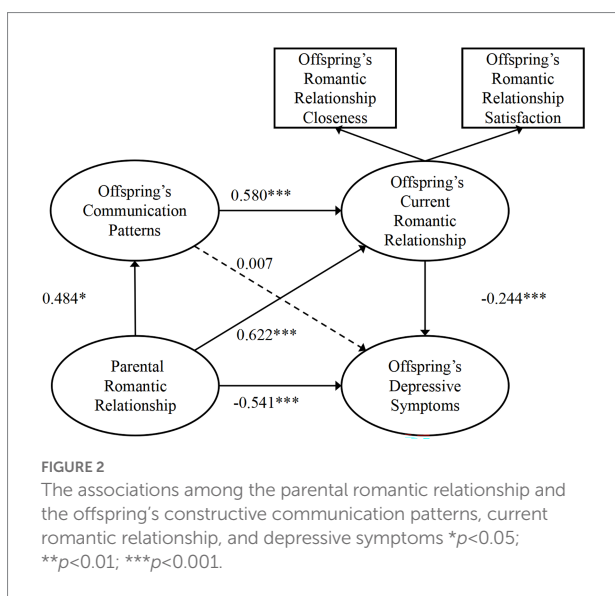 Offspring's
Romantic
Relationship
Closeness
Offspring's
Romantic
Relationship
Satisfaction
Offspring's
Communication
Patterns
0.580***
Offspring's
Current
Romantic
Relationship
0.007
0.484*
-0.244***
0.622***
Parental
Romantic
Relationship
-0.541***
Offspring's
Depressive
Symptoms
FIGURE 2
The associations among the parental romantic relationship and
the offspring's constructive communication patterns, current
romantic relationship, and depressive symptoms *p<0.05;
**p<0.01; ***p<0.001.